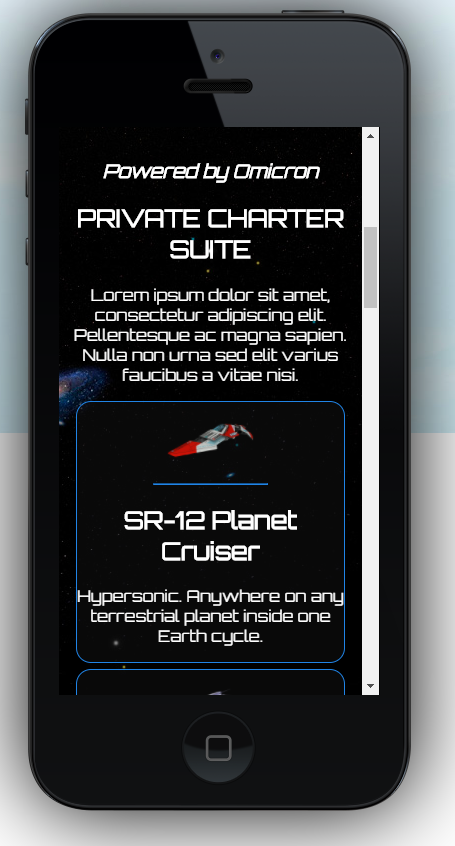 Powered by Omicron
PRIVATE CHARTER
SUITE
Lorem ipsum dolor sit amet,
consectetur adipiscing elit.
Pellentesque ac magna sapien.
Nulla non urna sed elit varius
faucibus a vitae nisi.
SR-12 Planet
Cruiser
Hypersonic. Anywhere on any
terrestrial planet inside one
Earth cycle.